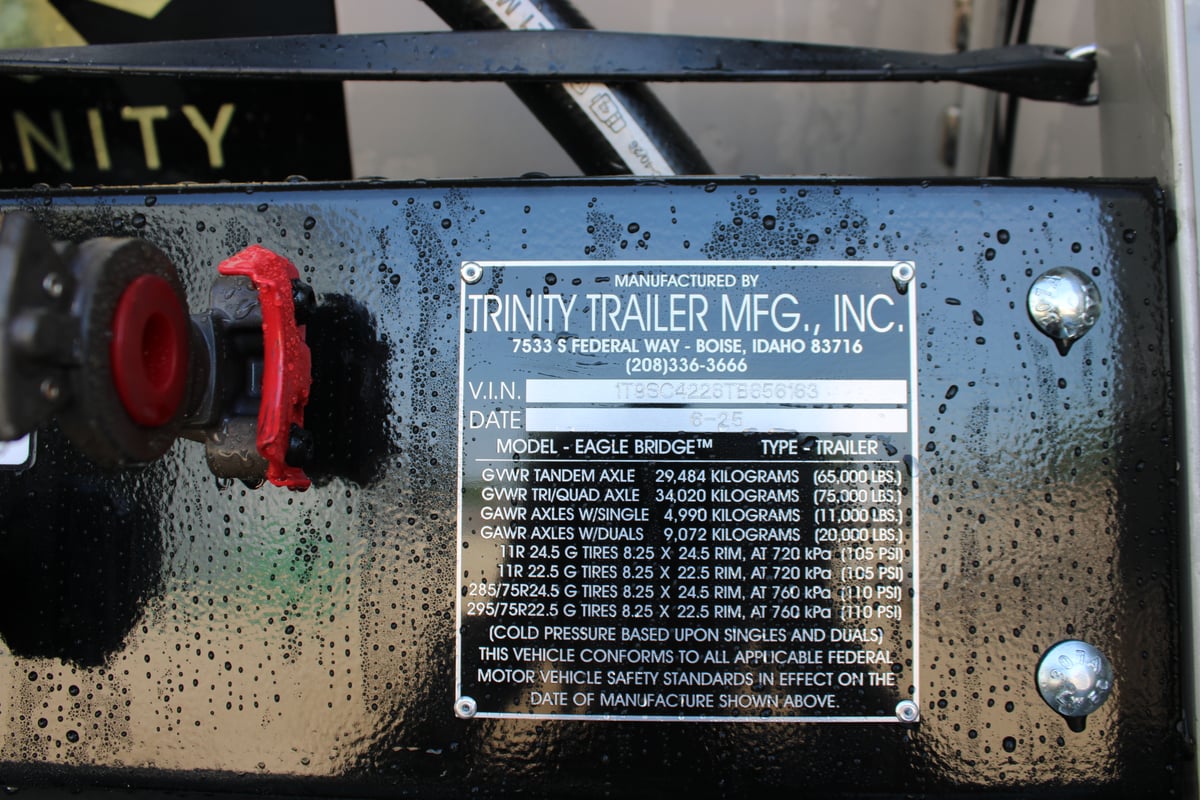 NITY
MANUFACTURED BY
TRINITY TRAILER MFG., INC.
7533 S FEDERAL WAY - BOISE, IDAHO 83716
(208)336-3666
V.I.N. 1T9SC4228TB656163
DATE 6-25
MODEL - EAGLE BRIDGE™ TYPE - TRAILER
GVWR TANDEM AXLE 29,484 KILOGRAMS (65,000 LBS.)
GVWR TRI/QUAD AXLE 34,020 KILOGRAMS (75,000 LBS.)
GAWR AXLES W/SINGLE 4,990 KILOGRAMS (11,000 LBS.)
GAWR AXLES W/DUALS 9,072 KILOGRAMS (20,000 LBS.)
11R 24.5 G TIRES 8.25 X 24.5 RIM, AT 720 kPa (105 PSI)
11R 22.5 G TIRES 8.25 X 22.5 RIM, AT 720 kPa (105 PSI)
285/75R24.5 G TIRES 8.25 X 24.5 RIM, AT 760 kPa (110 PSI)
295/75R22.5 G TIRES 8.25 X 22.5 RIM, AT 760 kPa (110 PSI)
(COLD PRESSURE BASED UPON SINGLES AND DUALS)
THIS VEHICLE CONFORMS TO ALL APPLICABLE FEDERAL
MOTOR VEHICLE SAFETY STANDARDS IN EFFECT ON THE
DATE OF MANUFACTURE SHOWN ABOVE.